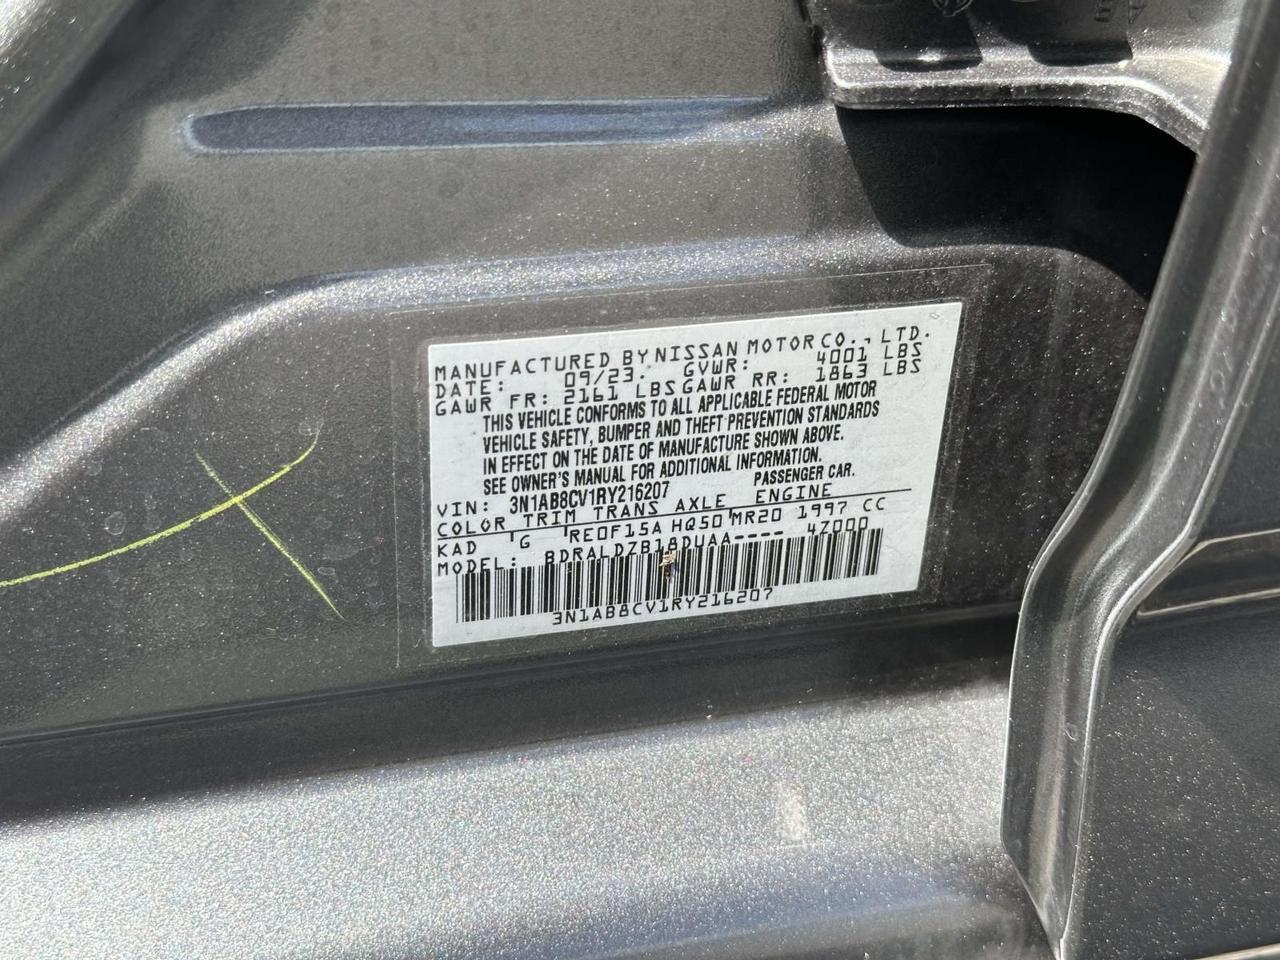 MANUFACTURED BY NISSAN MOTOR CO., LTD.
DATE: 09/23. GVWR: 4001 LBS
GAWR FR: 2161 LBS GAWR RR: 1863 LBS
THIS VEHICLE CONFORMS TO ALL APPLICABLE FEDERAL MOTOR
VEHICLE SAFETY, BUMPER AND THEFT PREVENTION STANDARDS
IN EFFECT ON THE DATE OF MANUFACTURE SHOWN ABOVE.
SEE OWNER'S MANUAL FOR ADDITIONAL INFORMATION.
VIN: 3N1AB8CV1RY216207 PASSENGER CAR.
COLOR TRIM TRANS AXLE ENGINE
KAD G RE0F15A HQ50 MR20 1997 CC
MODEL: BDRALDZB18DUAA---- 4Z000
3N1AB8CV1RY216207